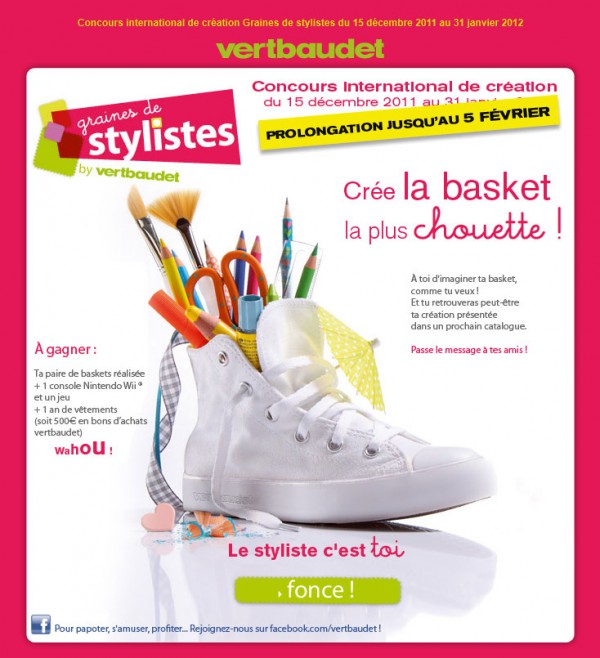 Concours international de création Graines de stylistes du 15 décembre 2011 au 31 janvier 2012
vertbaudet
graines de
stylistes
by vertbaudet
Concours international de création
du 15 décembre 2011 au 31
PROLONGATION JUSQU'AU 5 FÉVRIER
Crée la basket
la plus chouette !
À toi d'imaginer ta basket,
comme tu veux !
Et tu retrouveras peut-être
ta création présentée
dans un prochain catalogue.
Passe le message à tes amis !
À gagner :
Ta paire de baskets réalisée
+ 1 console Nintendo Wii ®
et un jeu
+ 1 an de vêtements
(soit 500€ en bons d'achats
vertbaudet)
Wahou !
Le styliste c'est toi
› fonce !
f Pour papoter, s'amuser, profiter... Rejoignez-nous sur facebook.com/vertbaudet !